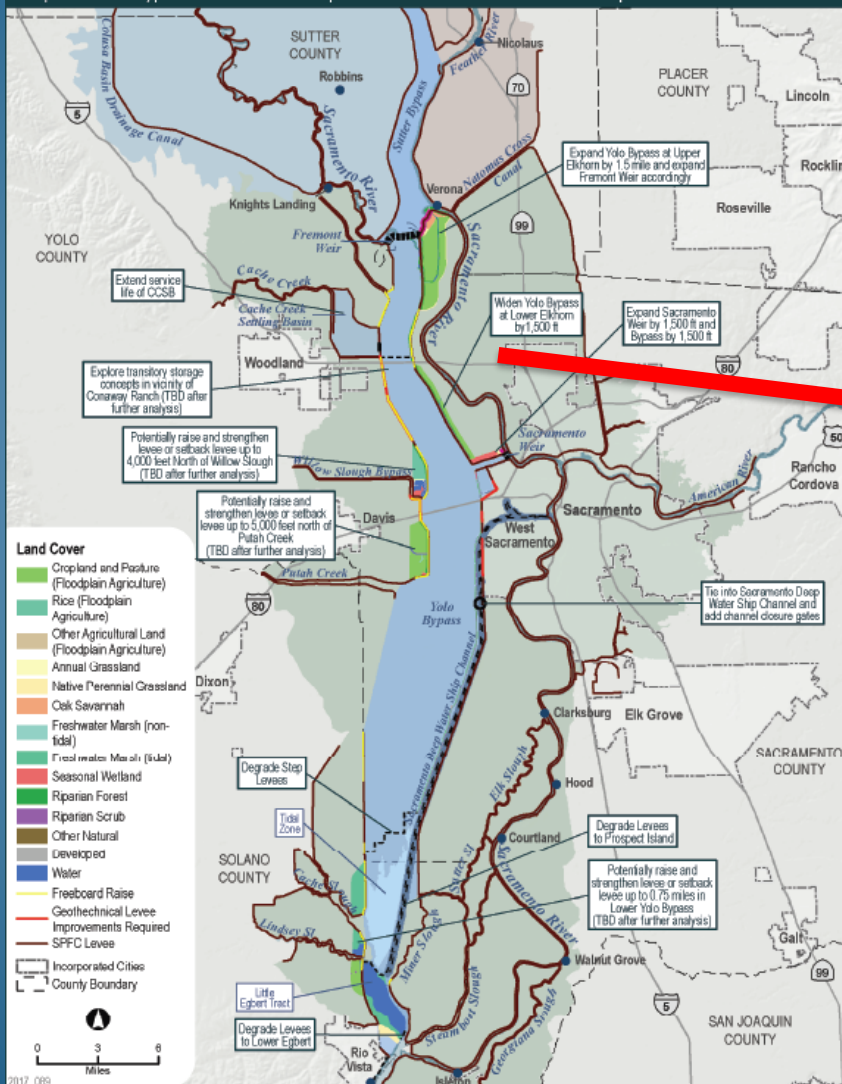 SUTTER
COUNTY
Robbins
Colusa Basin Drainage Canal
Sacramento River
Sutter Bypass
Feather River
Nicolaus
70
PLACER
COUNTY
Lincoln
5
Natomas Cross
Canal
Expand Yolo Bypass at Upper
Elkhorn by 1.5 mile and expand
Fremont Weir accordingly
Rocklin
Roseville
Verona
Knights Landing
Fremont
Weir
99
YOLO
COUNTY
Extend service
life of CCSB
Cache Creek
Cache Creek
Settling Basin
Sacramento River
Widen Yolo Bypass
at Lower Elkhorn
by1,500 ft
Expand Sacramento
Weir by 1,500 ft and
Bypass by 1,500 ft
Woodland
80
Explore transitory storage
concepts in vicinity of
Conaway Ranch (TBD after
further analysis)
Potentially raise and strengthen
levee or setback levee up to
4,000 feet North of Willow Slough
(TBD after further analysis)
Willow Slough Bypass
Sacramento
Weir
50
American River
Rancho
Cordova
Potentially raise and
strengthen levee or setback
levee up to 5,000 feet north of
Putah Creek
(TBD after further analysis)
Davis
West
Sacramento
Sacramento
Putah Creek
80
Yolo
Bypass
Tie into Sacramento Deep
Water Ship Channel and
add channel closure gates
Land Cover
Cropland and Pasture
(Floodplain Agriculture)
Rice (Floodplain
Agriculture)
Other Agricultural Land
(Floodplain Agriculture)
Annual Grassland
Native Perennial Grassland
Oak Savannah
Freshwater Marsh (non-
tidal)
Freshwater Marsh (tidal)
Seasonal Wetland
Riparian Forest
Riparian Scrub
Other Natural
Developed
Water
Freeboard Raise
Geothechnical Levee
Improvements Required
SPFC Levee
Incorporated Cities
County Boundary
0 3 6
Miles
2017_089
Dixon
Sacramento Deep Water Ship Channel
Clarksburg
Elk Grove
SACRAMENTO
COUNTY
Degrade Step
Levees
Elk Slough
Hood
Tidal
Zone
Courtland
Degrade Levees
to Prospect Island
SOLANO
COUNTY
Cache Slough
Sutter Sl
Sacramento River
Potentially raise and
strengthen levee or setback
levee up to 0.75 miles in
Lower Yolo Bypass
(TBD after further analysis)
Lindsey Sl
Miner Slough
Galt
Walnut Grove
99
Little
Egbert Tract
Steamboat Slough
Georgiana Slough
5
SAN JOAQUIN
COUNTY
Degrade Levees
to Lower Egbert
Rio
Vista
Isleton